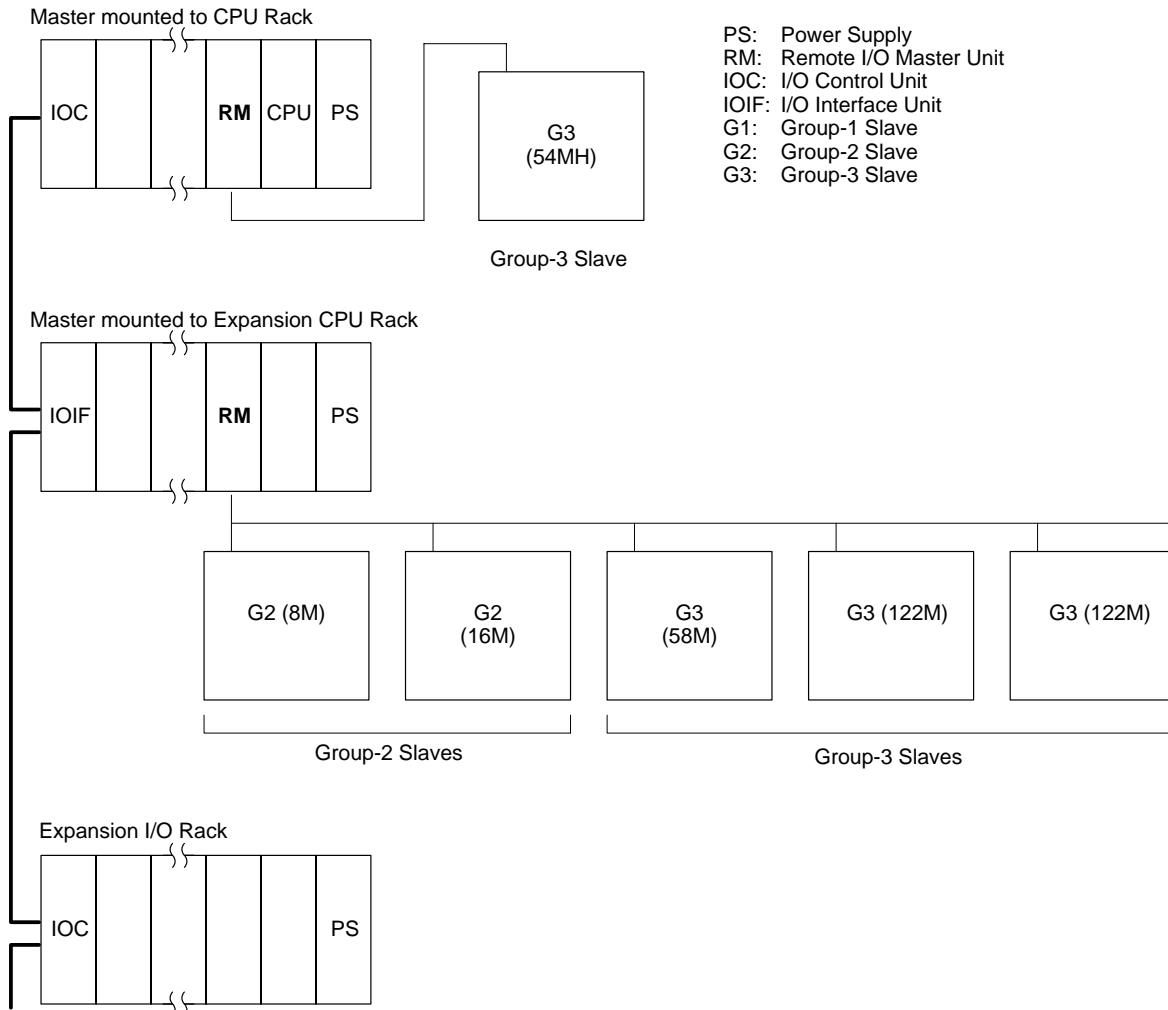 Master mounted to CPU Rack
IOC RM CPU PS
G3
(54MH)
Group-3 Slave
PS: Power Supply
RM: Remote I/O Master Unit
IOC: I/O Control Unit
IOIF: I/O Interface Unit
G1: Group-1 Slave
G2: Group-2 Slave
G3: Group-3 Slave
Master mounted to Expansion CPU Rack
IOIF RM PS
G2 (8M)
G2
(16M)
G3
(58M)
G3 (122M)
G3 (122M)
Group-2 Slaves
Group-3 Slaves
Expansion I/O Rack
IOC PS